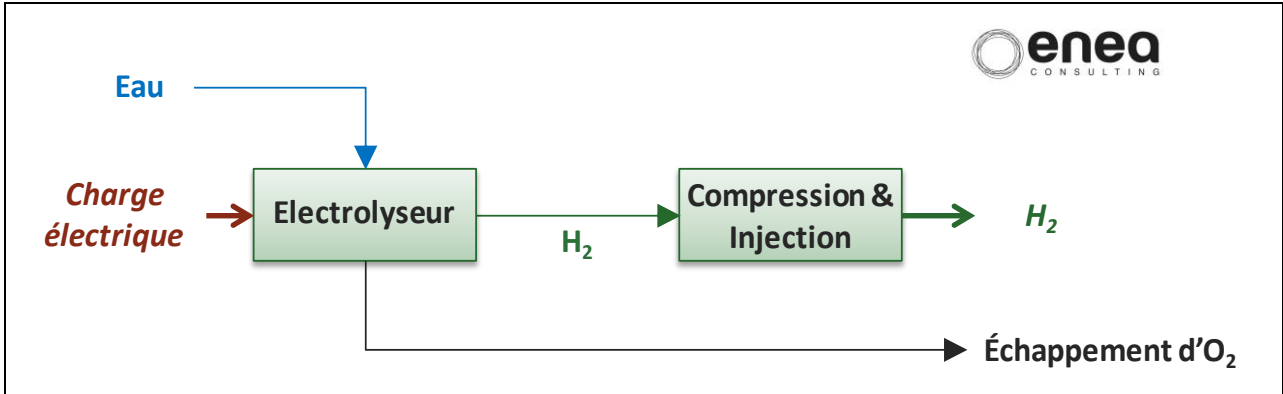 enea
CONSULTING
Eau
Charge
électrique
Electrolyseur
H₂
Compression &
Injection
H₂
Échappement d’O₂